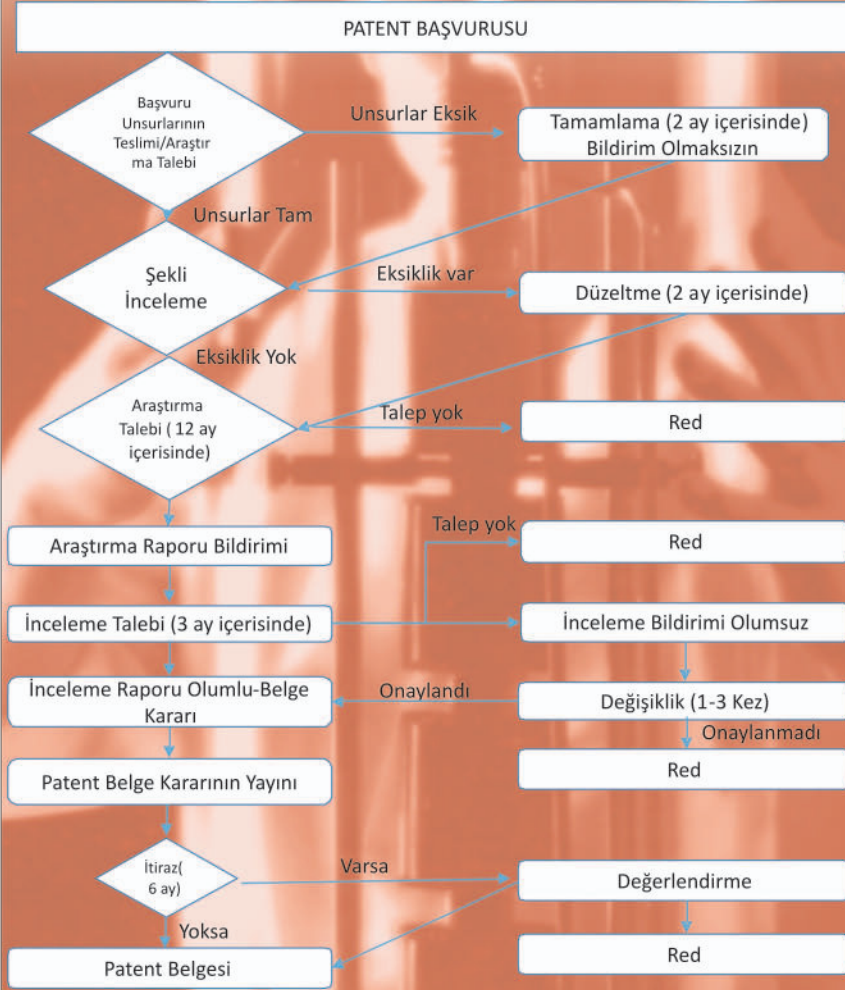 PATENT BAŞVURUSU
Başvuru
Unsurlarının
Teslimi/Araştır
ma Talebi
Unsurlar Eksik
Tamamlama (2 ay içerisinde)
Bildirim Olmaksızın
Unsurlar Tam
Şekli
İnceleme
Eksiklik var
Düzeltme (2 ay içerisinde)
Eksiklik Yok
Araştırma
Talebi ( 12 ay
içerisinde)
Talep yok
Red
Araştırma Raporu Bildirimi
Talep yok
Red
İnceleme Talebi (3 ay içerisinde)
İnceleme Bildirimi Olumsuz
İnceleme Raporu Olumlu-Belge
Kararı
Onaylandı
Değişiklik (1-3 Kez)
Onaylanmadı
Red
Patent Belge Kararının Yayını
İtiraz(
6 ay)
Varsa
Değerlendirme
Yoksa
Patent Belgesi
Red